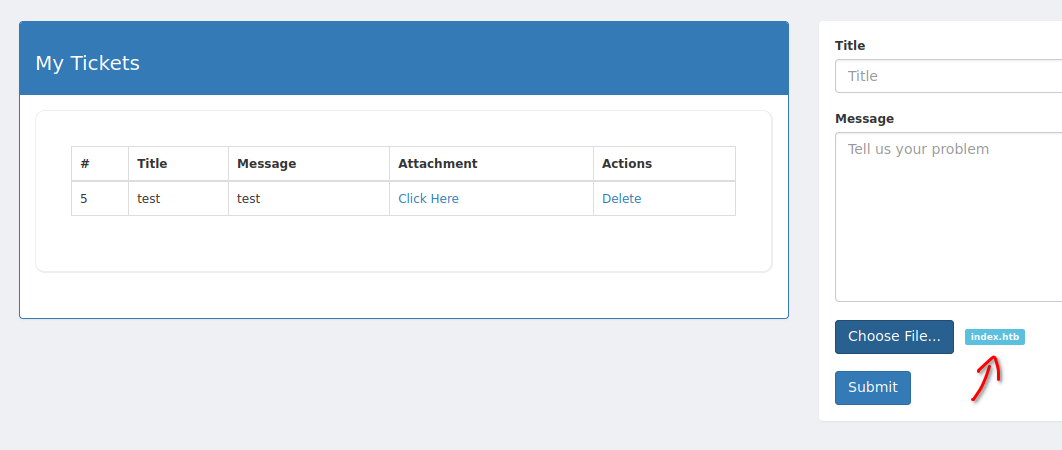 My Tickets
# Title Message Attachment Actions
5 test test Click Here Delete
Title
Title
Message
Tell us your problem
Choose File... index.htb
Submit